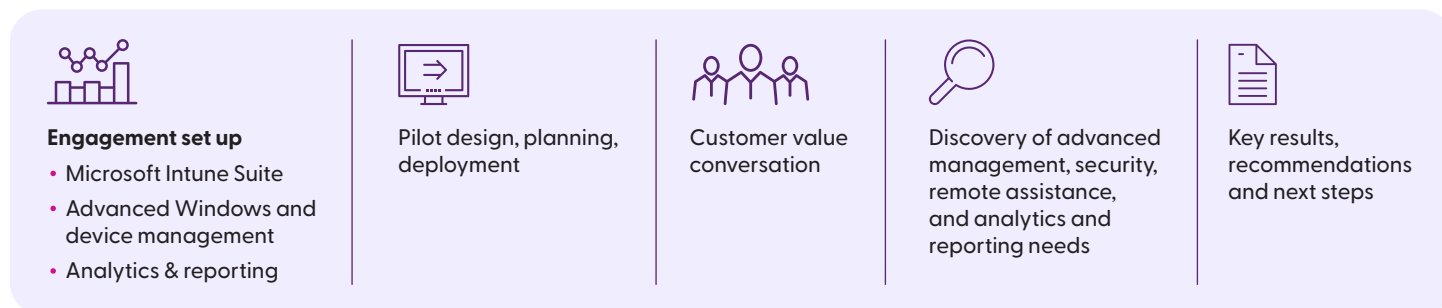 Engagement set up
• Microsoft Intune Suite
• Advanced Windows and
device management
• Analytics & reporting
Pilot design, planning,
deployment
Customer value
conversation
Discovery of advanced
management, security,
remote assistance,
and analytics and
reporting needs
Key results,
recommendations
and next steps